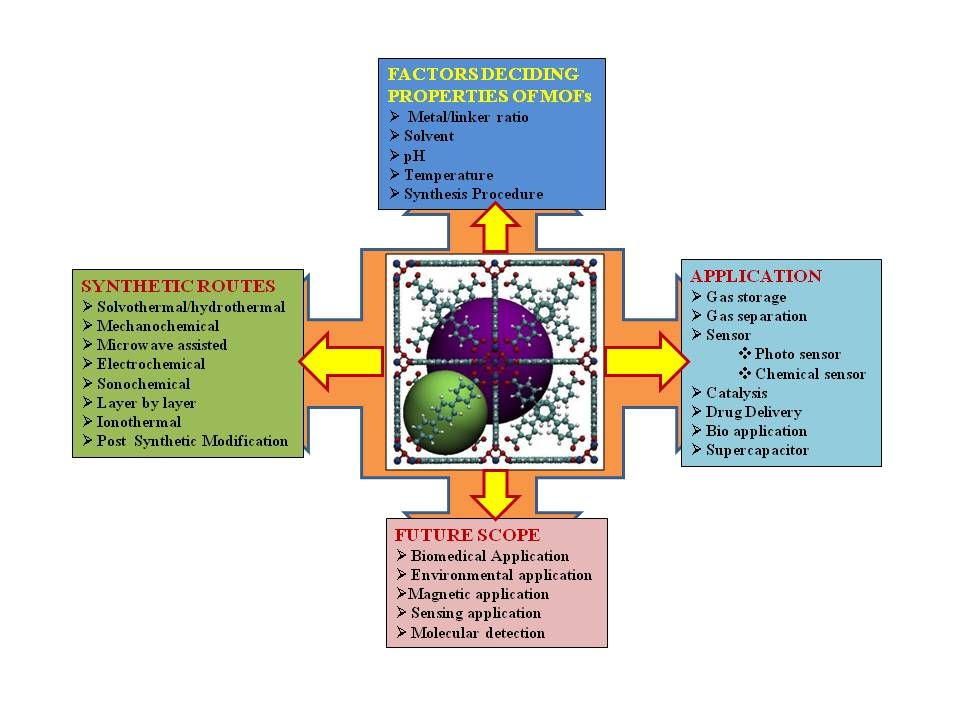 FACTORS DECIDING
PROPERTIES OF MOFs
➢ Metal/linker ratio
➢ Solvent
➢ pH
➢ Temperature
➢ Synthesis Procedure
SYNTHETIC ROUTES
➢ Solvothermal/hydrothermal
➢ Mechanochemical
➢ Microwave assisted
➢ Electrochemical
➢ Sonochemical
➢ Layer by layer
➢ Ionothermal
➢ Post Synthetic Modification
APPLICATION
➢ Gas storage
➢ Gas separation
➢ Sensor
❖ Photo sensor
❖ Chemical sensor
➢ Catalysis
➢ Drug Delivery
➢ Bio application
➢ Supercapacitor
FUTURE SCOPE
➢ Biomedical Application
➢ Environmental application
➢Magnetic application
➢ Sensing application
➢ Molecular detection